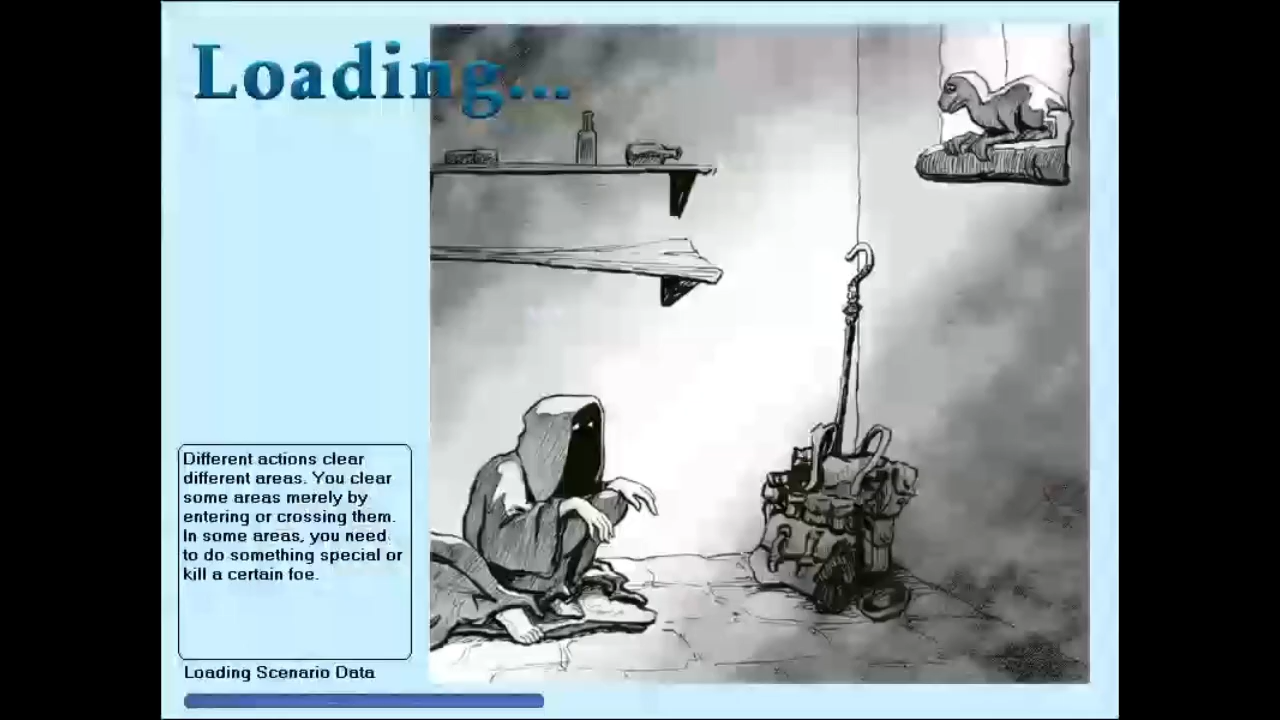 Loading...
Different actions clear
different areas. You clear
some areas merely by
entering or crossing them.
In some areas, you need
to do something special or
kill a certain foe.
Loading Scenario Data